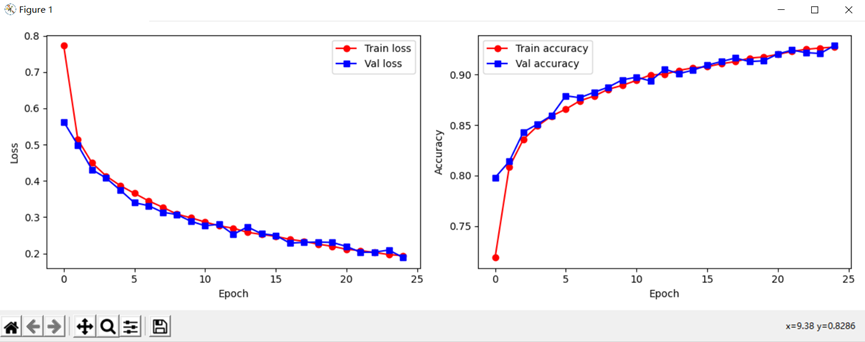 Figure 1
Train loss
Val loss
0.8
0.7
0.6
0.5
0.4
0.3
0.2
Loss
0
5
10
15
20
25
Epoch
Train accuracy
Val accuracy
0.90
0.85
0.80
0.75
Accuracy
0
5
10
15
20
25
Epoch
x=9.38 y=0.8286